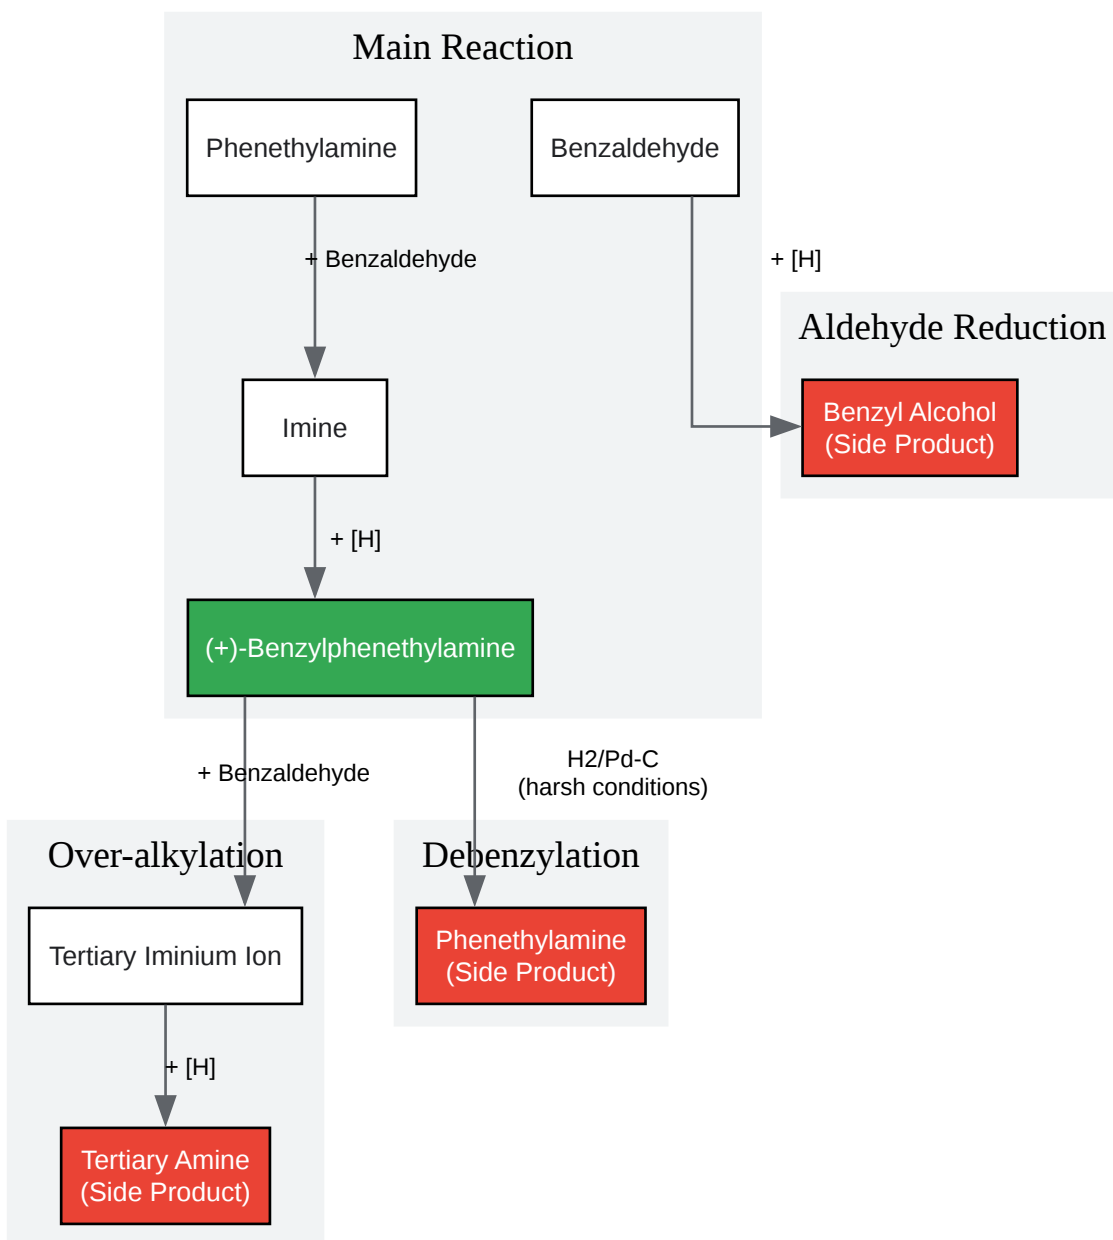 Main Reaction
Phenethylamine
Benzaldehyde
+ Benzaldehyde
+ [H]
Aldehyde Reduction
Benzyl Alcohol
(Side Product)
Imine
+ [H]
(+)-Benzylphenethylamine
+ Benzaldehyde
H2/Pd-C
(harsh conditions)
Over-alkylation
Debenzylation
Tertiary Iminium Ion
Phenethylamine
(Side Product)
+ [H]
Tertiary Amine
(Side Product)